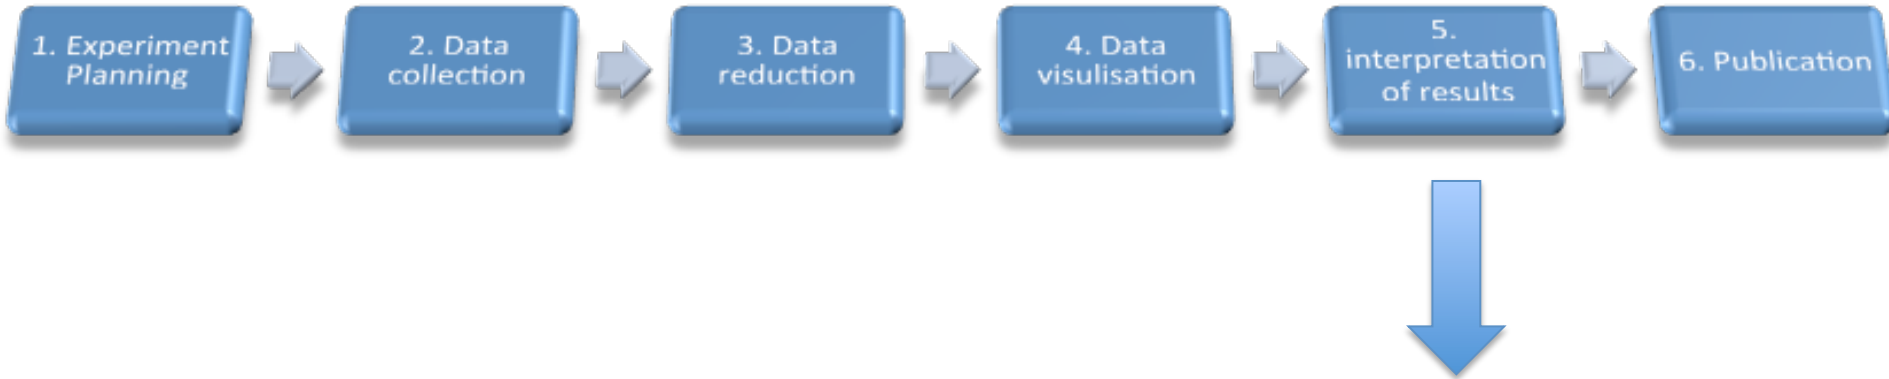 1. Experiment
Planning
2. Data
collection
3. Data
reduction
4. Data
visulisation
5.
interpretation
of results
6. Publication